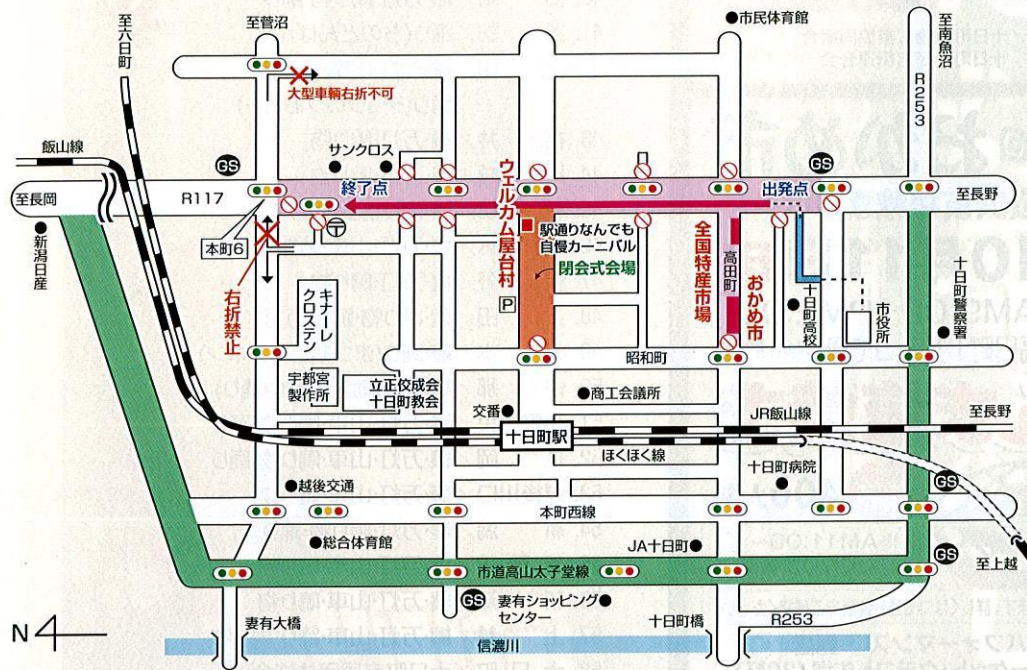 至六日町
至菅沼
市民体育館
至南魚沼
R253
大型車輌右折不可
飯山線
GS
サンクロス
GS
至長岡
R117
終了点
出発点
至長野
新潟日産
本町6
〒
ウェルカム屋台村
駅通りなんでも
自慢カーニバル
閉会式会場
P
全国特産市場
高田町
おかめ市
十日町高校
市役所
十日町警察署
右折禁止
キナーレ
クロステン
昭和町
宇都宮
製作所
立正佼成会
十日町教会
交番
商工会議所
JR飯山線
至長野
十日町駅
ほくほく線
十日町病院
越後交通
本町西線
GS
総合体育館
JA十日町
GS
至上越
市道高山太子堂線
GS
妻有ショッピング
センター
妻有大橋
十日町橋
R253
N
信濃川